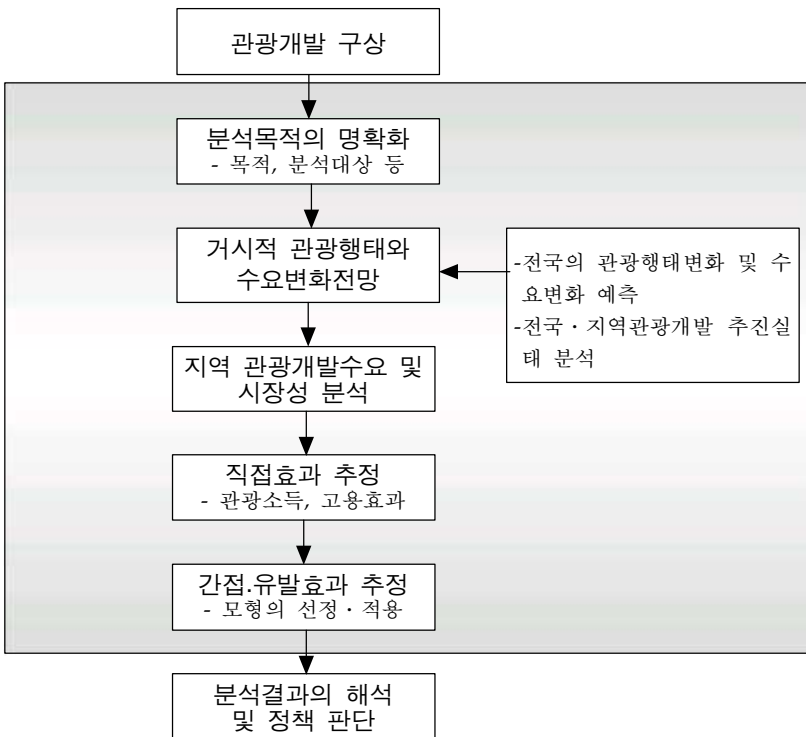 관광개발 구상
분석목적의 명확화
- 목적, 분석대상 등
거시적 관광행태와
수요변화전망
-전국의 관광행태변화 및 수
요변화 예측
-전국·지역관광개발 추진실
태 분석
지역 관광개발수요 및
시장성 분석
직접효과 추정
- 관광소득, 고용효과
간접.유발효과 추정
- 모형의 선정·적용
분석결과의 해석
및 정책 판단